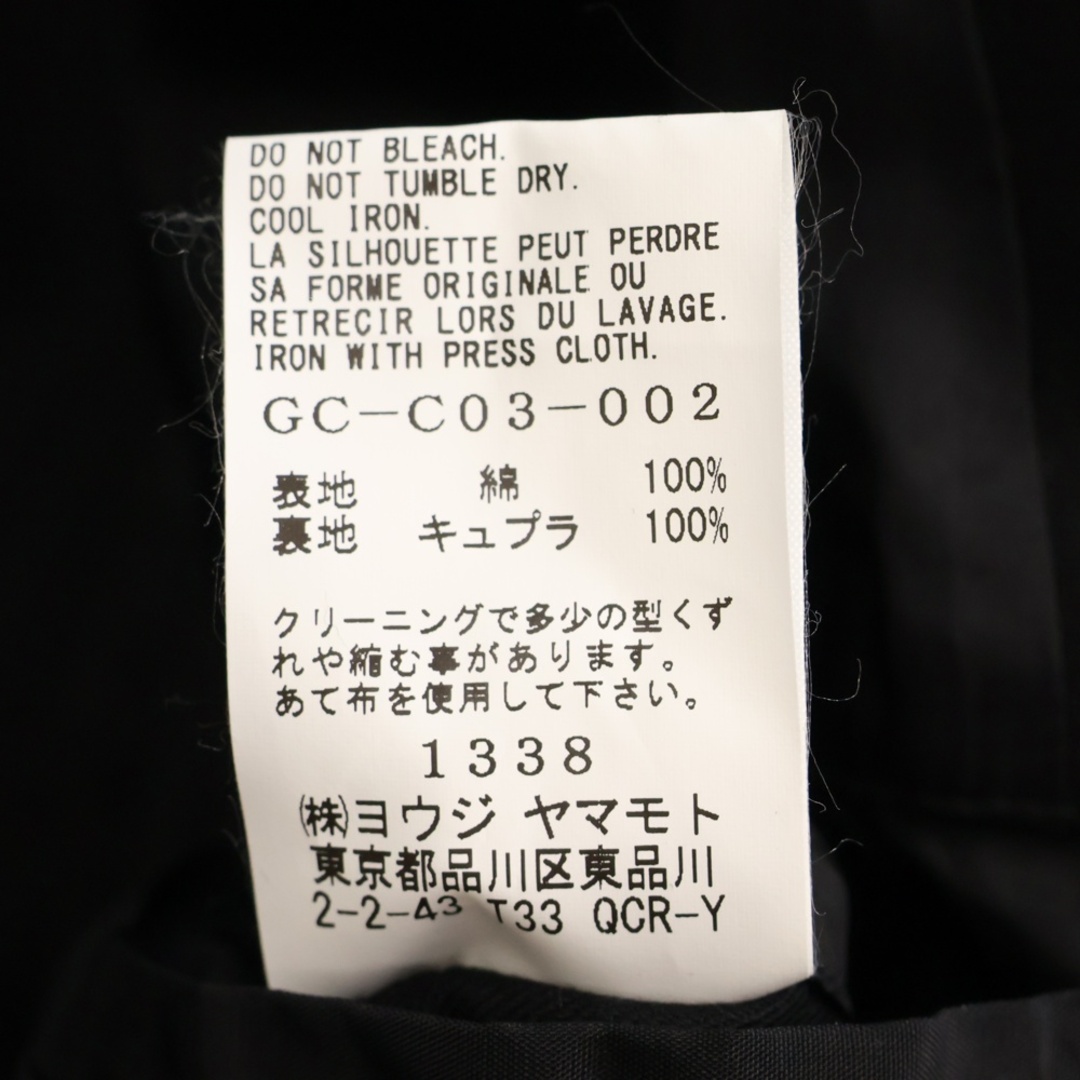 DO NOT BLEACH.
DO NOT TUMBLE DRY.
COOL IRON.
LA SILHOUETTE PEUT PERDRE
SA FORME ORIGINALE OU
RETRECIR LORS DU LAVAGE.
IRON WITH PRESS CLOTH.
GC-C03-002
表地 綿 100%
裏地 キュプラ 100%
クリーニングで多少の型くず
れや縮む事があります。
あて布を使用して下さい。
1338
㈱ヨウジ ヤマモト
東京都品川区東品川
2-2-43 T33 QCR-Y